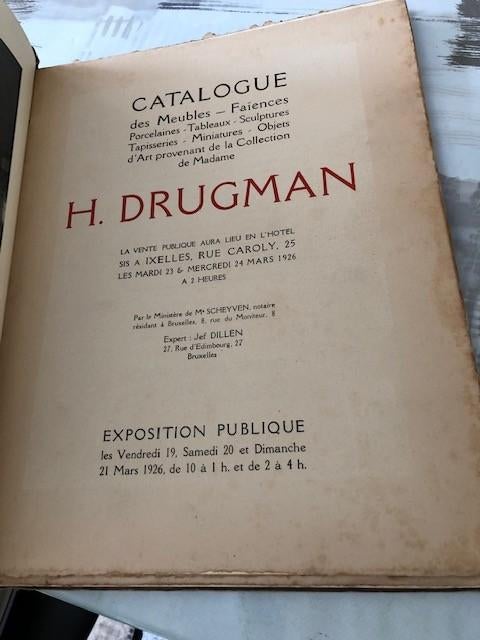 CATALOGUE
des Meubles - Faïences
Porcelaines - Tableaux - Sculptures
Tapisseries - Miniatures - Objets
d'Art provenant de la Collection
de Madame
H. DRUGMAN
LA VENTE PUBLIQUE AURA LIEU EN L'HOTEL
SIS A IXELLES, RUE CAROLY, 25
LES MARDI 23 & MERCREDI 24 MARS 1926
A 2 HEURES
Par le Ministère de Me SCHEYVEN, notaire
résidant à Bruxelles, 8, rue du Moniteur, 8
Expert : Jef DILLEN
27, Rue d'Edimbourg, 27
Bruxelles
EXPOSITION PUBLIQUE
les Vendredi 19, Samedi 20 et Dimanche
21 Mars 1926, de 10 à 1 h. et de 2 à 4 h.